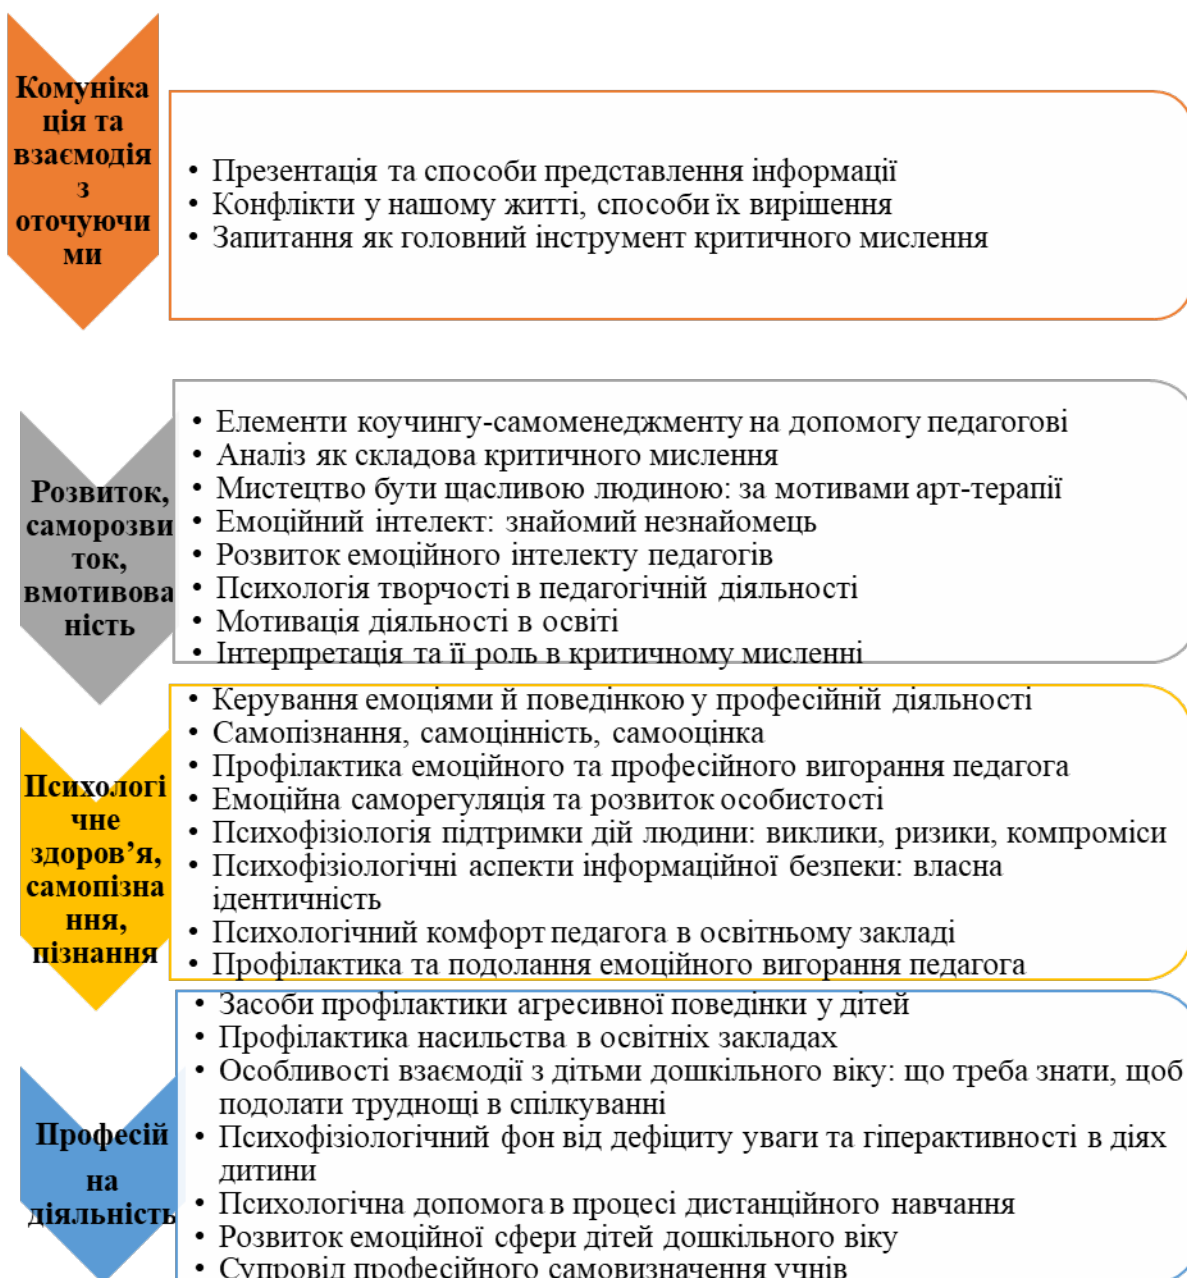 Комуніка
ція та
взаємодія
з
оточуючи
ми
• Презентація та способи представлення інформації
• Конфлікти у нашому житті, способи їх вирішення
• Запитання як головний інструмент критичного мислення
Розвиток,
саморозви
ток,
вмотивова
ність
• Елементи коучингу-самоменеджменту на допомогу педагогові
• Аналіз як складова критичного мислення
• Мистецтво бути щасливою людиною: за мотивами арт-терапії
• Емоційний інтелект: знайомий незнайомець
• Розвиток емоційного інтелекту педагогів
• Психологія творчості в педагогічній діяльності
• Мотивація діяльності в освіті
• Інтерпретація та її роль в критичному мисленні
Психологі
чне
здоров’я,
самопізна
ння,
пізнання
• Керування емоціями й поведінкою у професійній діяльності
• Самопізнання, самоцінність, самооцінка
• Профілактика емоційного та професійного вигорання педагога
• Емоційна саморегуляція та розвиток особистості
• Психофізіологія підтримки дій людини: виклики, ризики, компроміси
• Психофізіологічні аспекти інформаційної безпеки: власна
ідентичність
• Психологічний комфорт педагога в освітньому закладі
• Профілактика та подолання емоційного вигорання педагога
Професій
на
діяльність
• Засоби профілактики агресивної поведінки у дітей
• Профілактика насильства в освітніх закладах
• Особливості взаємодії з дітьми дошкільного віку: що треба знати, щоб
подолати труднощі в спілкуванні
• Психофізіологічний фон від дефіциту уваги та гіперактивності в діях
дитини
• Психологічна допомога в процесі дистанційного навчання
• Розвиток емоційної сфери дітей дошкільного віку
• Супровід професійного самовизначення учнів